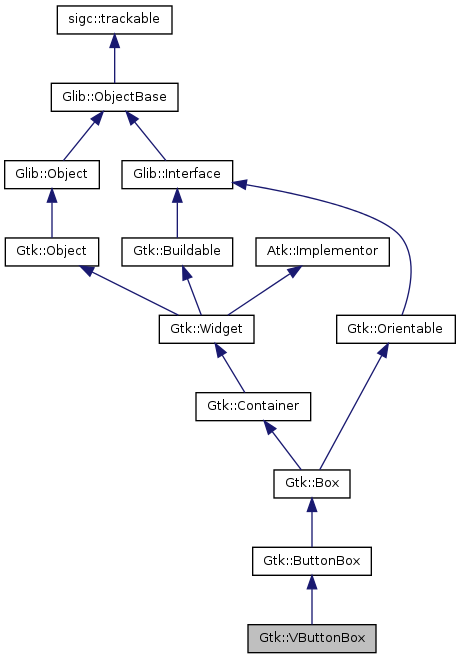 sigc::trackable
Glib::ObjectBase
Glib::Object
Glib::Interface
Gtk::Object
Gtk::Buildable
Atk::Implementor
Gtk::Widget
Gtk::Orientable
Gtk::Container
Gtk::Box
Gtk::ButtonBox
Gtk::VButtonBox